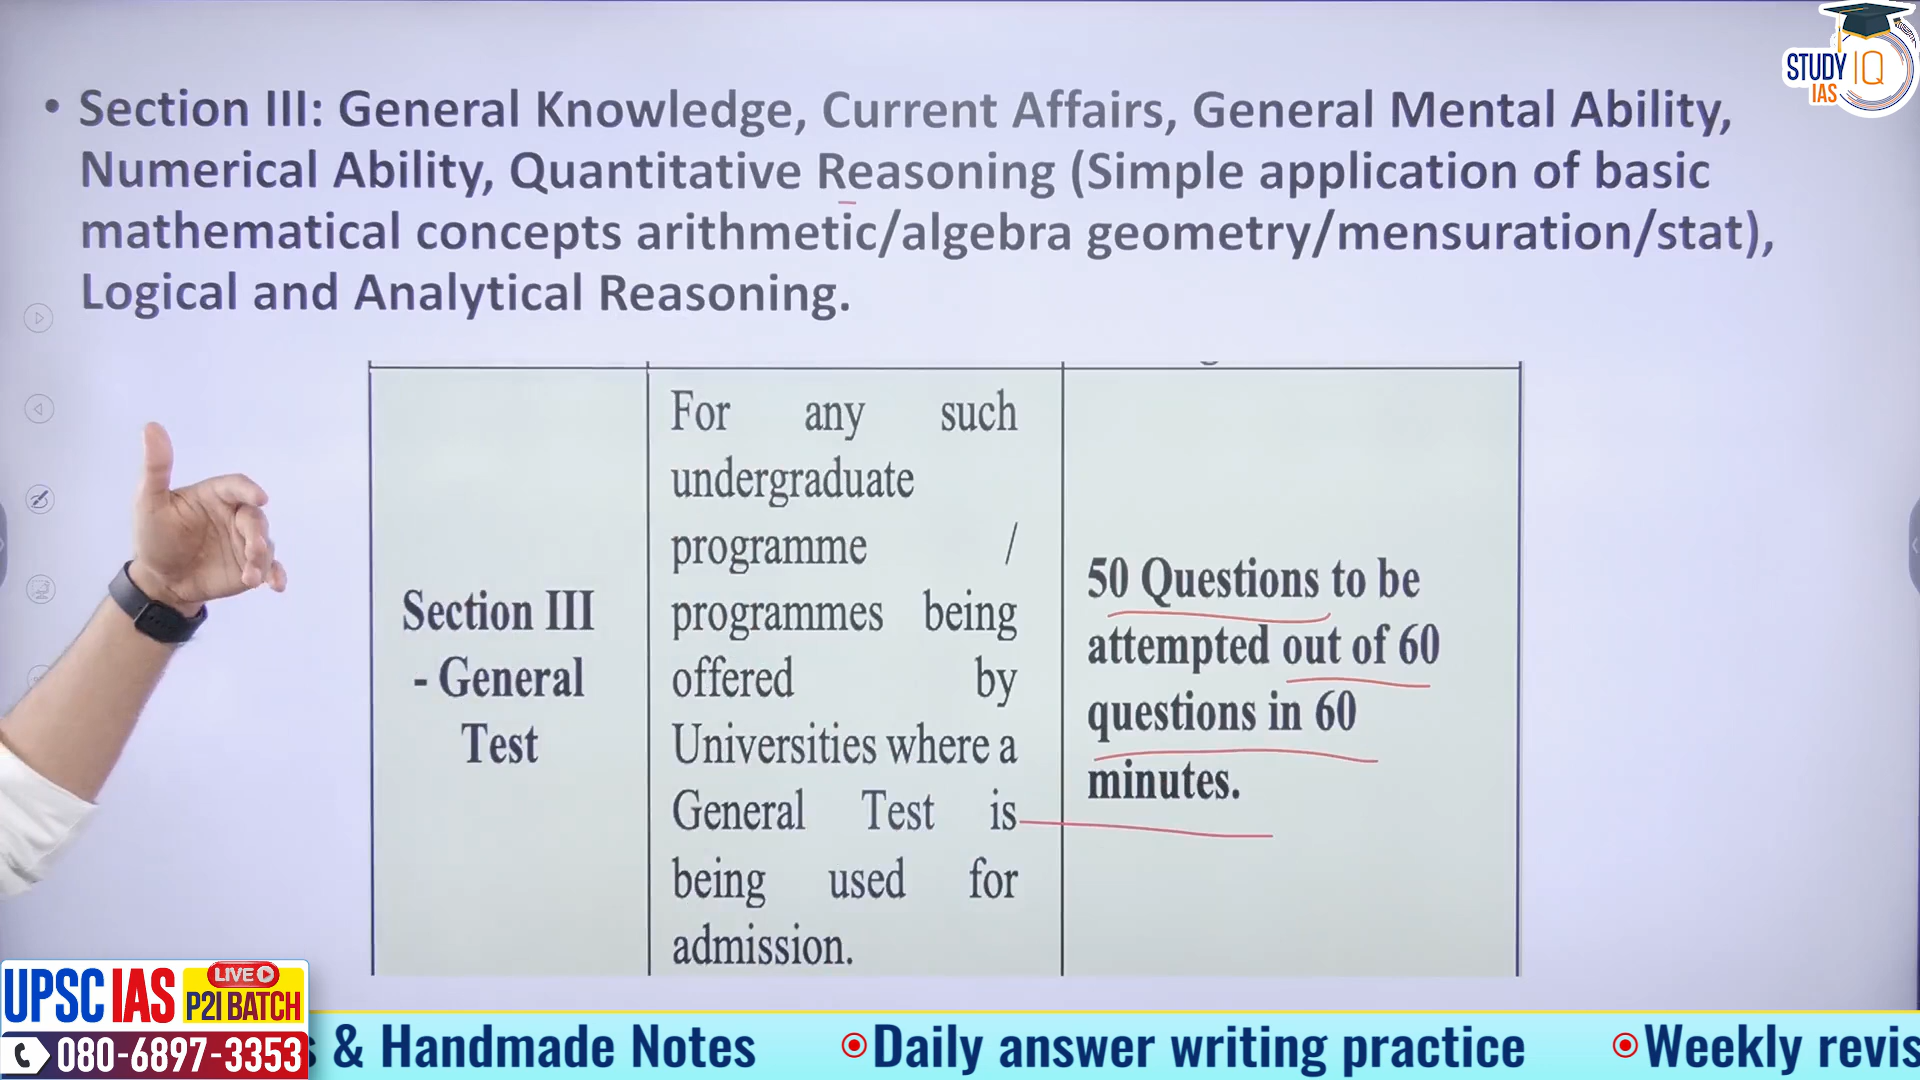 STUDY IQ
IAS
• Section III: General Knowledge, Current Affairs, General Mental Ability,
Numerical Ability, Quantitative Reasoning (Simple application of basic
mathematical concepts arithmetic/algebra geometry/mensuration/stat),
Logical and Analytical Reasoning.
Section III
- General
Test
For any such
undergraduate
programme /
programmes being
offered by
Universities where a
General Test is
being used for
admission.
50 Questions to be
attempted out of 60
questions in 60
minutes.
UPSC IAS LIVE
P2I BATCH
080-6897-3353
s & Handmade Notes Daily answer writing practice Weekly revis